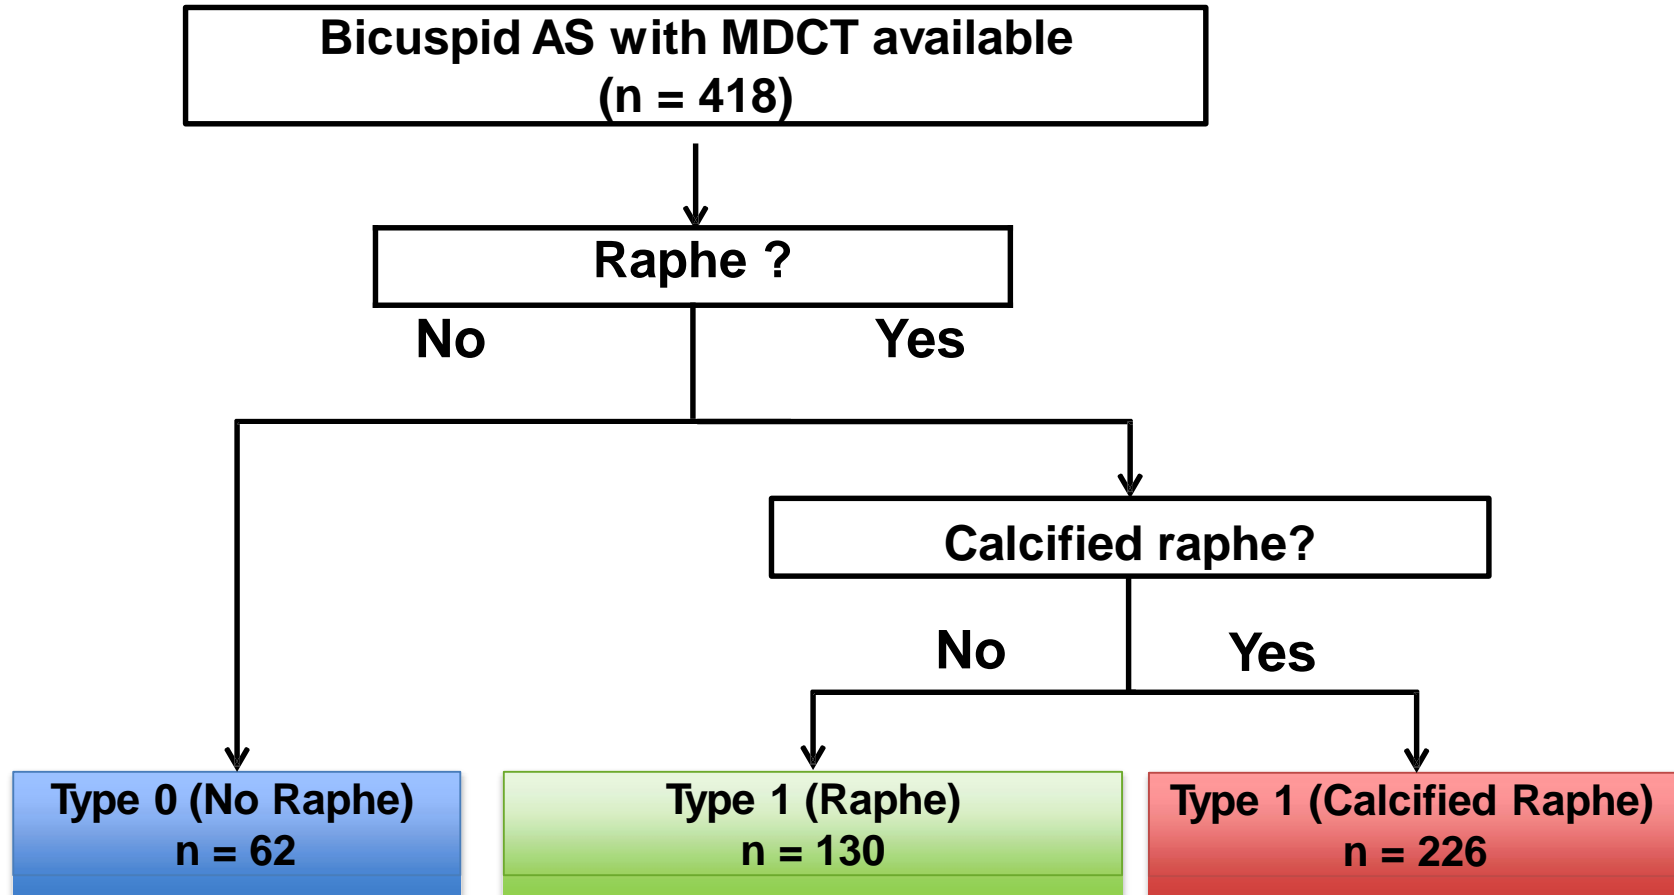 Bicuspid AS with MDCT available
(n = 418)
Raphe ?
No
Yes
Calcified raphe?
No
Yes
Type 0 (No Raphe)
n = 62
Type 1 (Raphe)
n = 130
Type 1 (Calcified Raphe)
n = 226